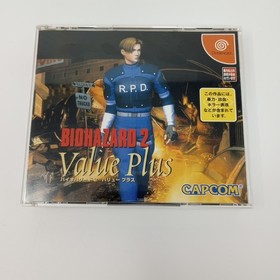 この作品には、
暴力・出血・
ホラー表現
などが含まれて
います。
R.P.D.
BIOHAZARD 2
Value Plus
バイオハザード2 バリュー プラス
CAPCOM